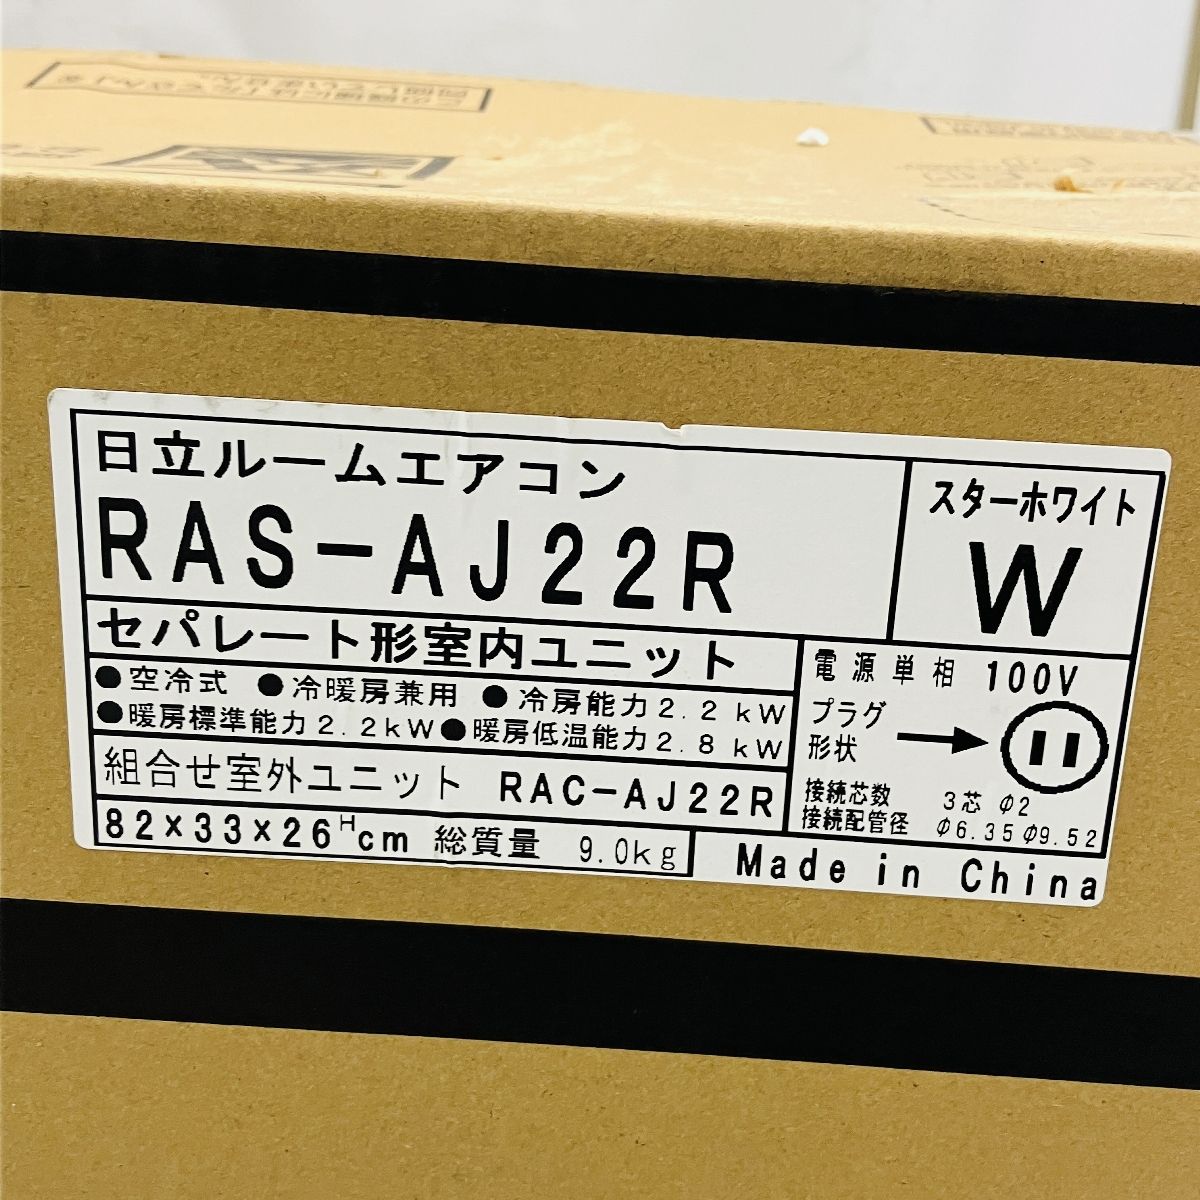 日立ルームエアコン
RAS-AJ22R
スターホワイト
W
セパレート形室内ユニット
●空冷式 ●冷暖房兼用 ●冷房能力2.2kW
●暖房標準能力2.2kW ●暖房低温能力2.8kW
組合せ室外ユニット RAC-AJ22R
82×33×26ᴴcm 総質量 9.0kg
電源単相 100V
プラグ
形状
接続芯数 3芯 φ2
接続配管径 φ6.35 φ9.52
Made in China